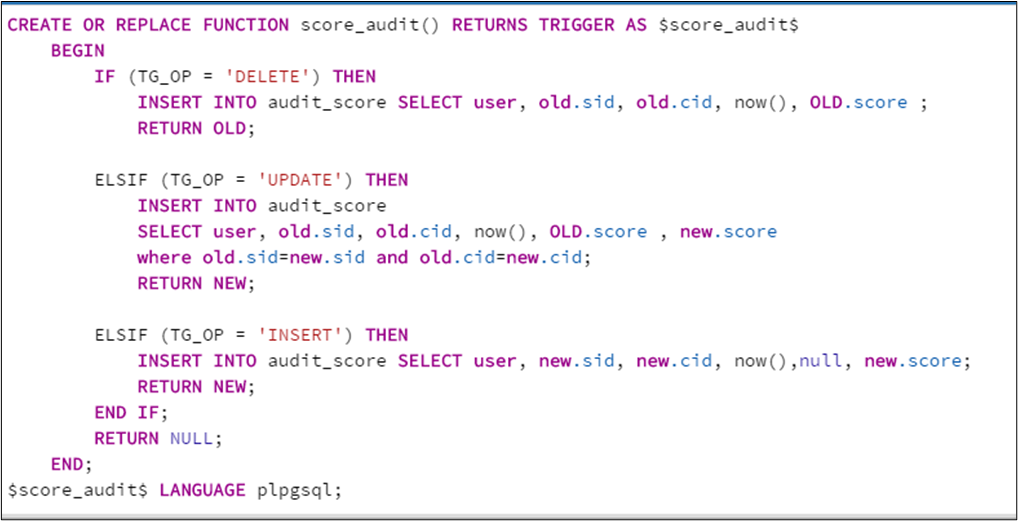 CREATE OR REPLACE FUNCTION score_audit() RETURNS TRIGGER AS $score_audit$
    BEGIN
        IF (TG_OP = 'DELETE') THEN
            INSERT INTO audit_score SELECT user, old.sid, old.cid, now(), OLD.score ;
            RETURN OLD;

        ELSIF (TG_OP = 'UPDATE') THEN
            INSERT INTO audit_score
            SELECT user, old.sid, old.cid, now(), OLD.score , new.score
            where old.sid=new.sid and old.cid=new.cid;
            RETURN NEW;

        ELSIF (TG_OP = 'INSERT') THEN
            INSERT INTO audit_score SELECT user, new.sid, new.cid, now(),null, new.score;
            RETURN NEW;
        END IF;
        RETURN NULL;
    END;
$score_audit$ LANGUAGE plpgsql;